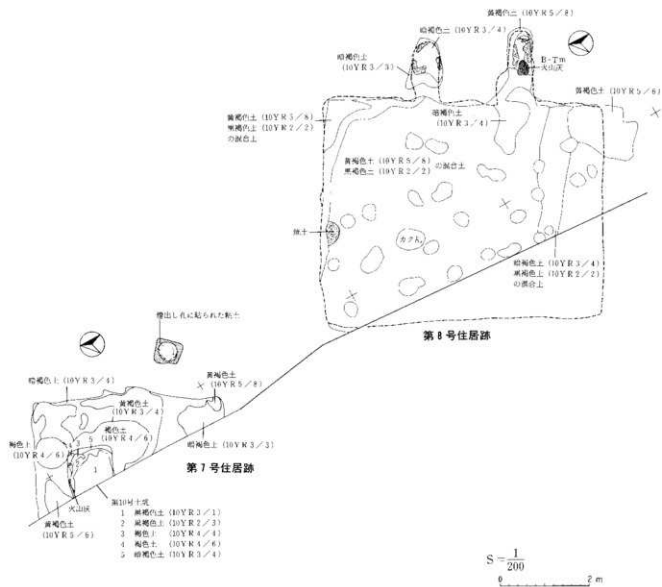 黄褐色土 (10YR5/8)
暗褐色土 (10YR3/4)
暗褐色土
(10YR3/3)
B-Tm
火山灰
黄褐色土 (10YR5/6)
黄褐色土 (10YR5/8)
黒褐色土 (10YR2/2)
の混合土
暗褐色土
(10YR3/4)
黄褐色土 (10YR5/8)
黒褐色土 (10YR2/2)
の混合土
焼土
カクらん
暗褐色土 (10YR3/4)
黒褐色土 (10YR2/2)
の混合土
第8号住居跡
煙出し孔に貼られた粘土
暗褐色土 (10YR3/4)
黄褐色土
(10YR5/8)
黄褐色土
(10YR3/4)
褐色土
(10YR4/6)
褐色土
(10YR4/6)
暗褐色土 (10YR3/3)
4 3 5
2
1
第7号住居跡
火山灰
黄褐色土
(10YR5/6)
第10号土坑
1 黒褐色土 (10YR3/1)
2 黒褐色土 (10YR2/3)
3 褐色土 (10YR4/4)
4 褐色土 (10YR4/6)
5 暗褐色土 (10YR3/4)
S=1/200
0 2m